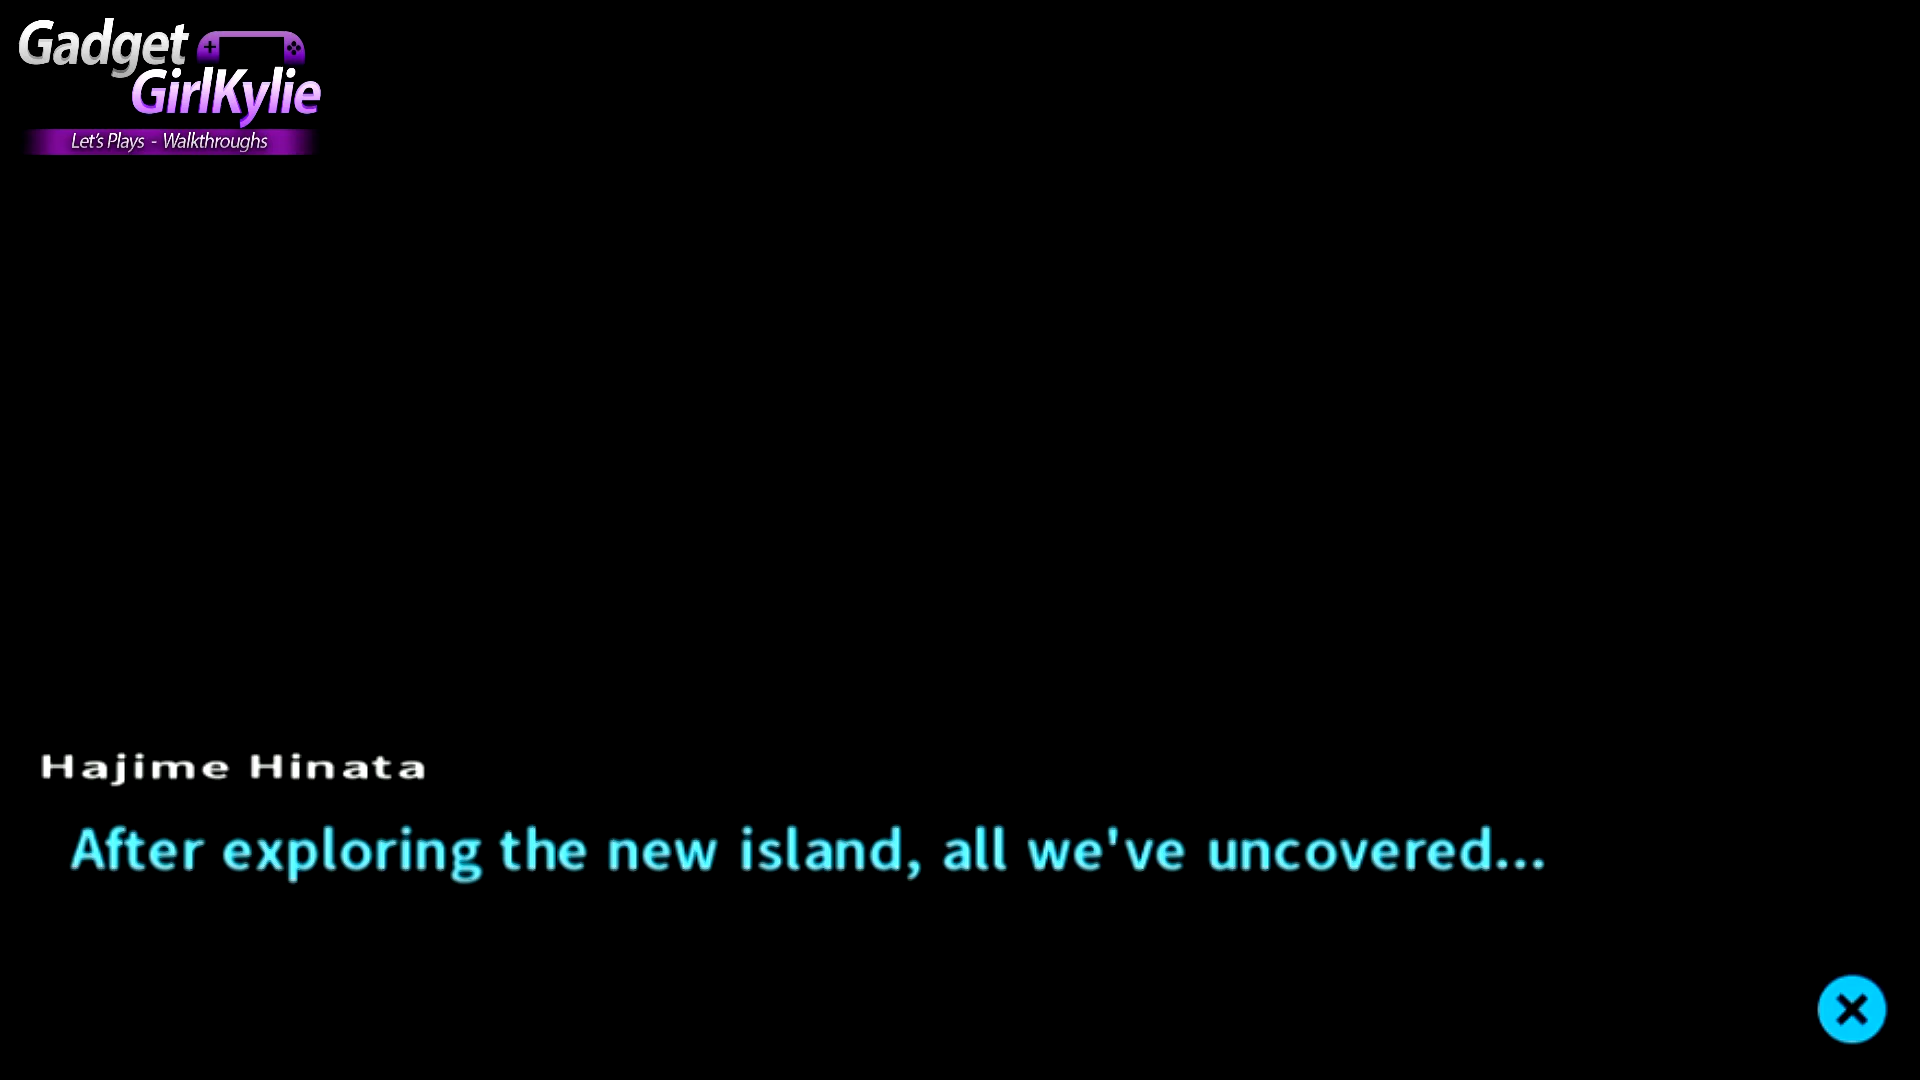 Gadget
GirlKylie
Let's Plays - Walkthroughs
Hajime Hinata
After exploring the new island, all we've uncovered...